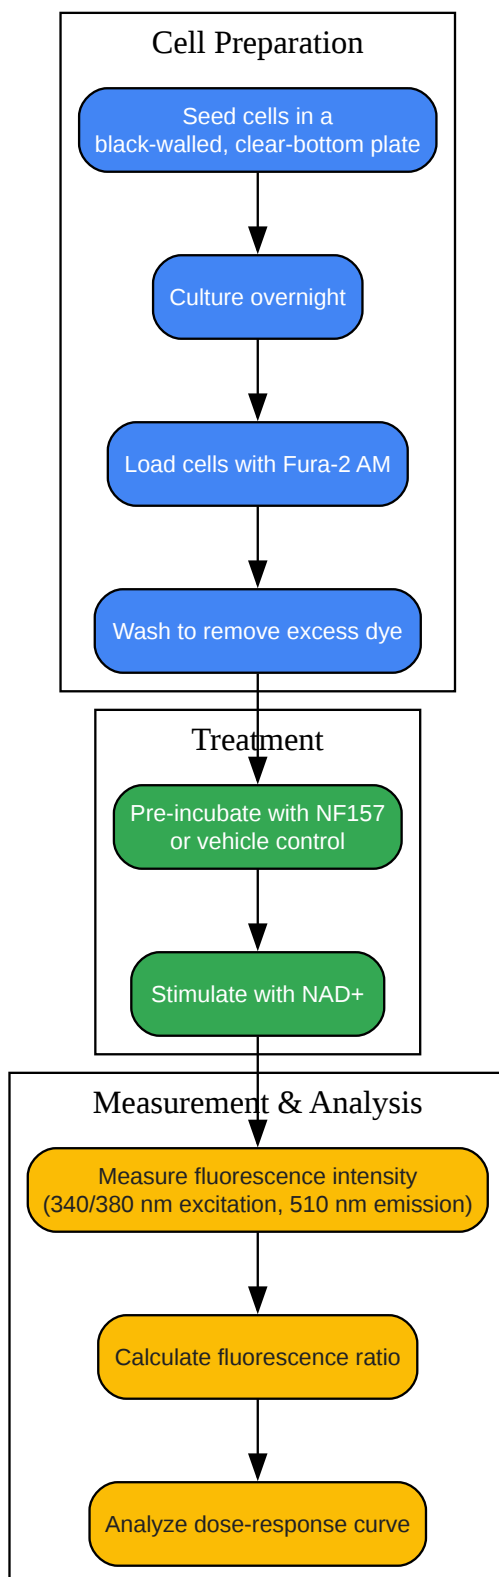 Cell Preparation
Seed cells in a
black-walled, clear-bottom plate
Culture overnight
Load cells with Fura-2 AM
Wash to remove excess dye
Treatment
Pre-incubate with NF157
or vehicle control
Stimulate with NAD+
Measurement & Analysis
Measure fluorescence intensity
(340/380 nm excitation, 510 nm emission)
Calculate fluorescence ratio
Analyze dose-response curve